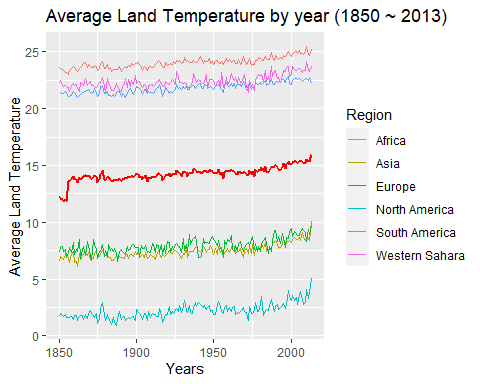 Average Land Temperature by year (1850 ~ 2013)
25
20
15
10
5
0
Average Land Temperature
1850
1900
1950
2000
Years
Region
Africa
Asia
Europe
North America
South America
Western Sahara